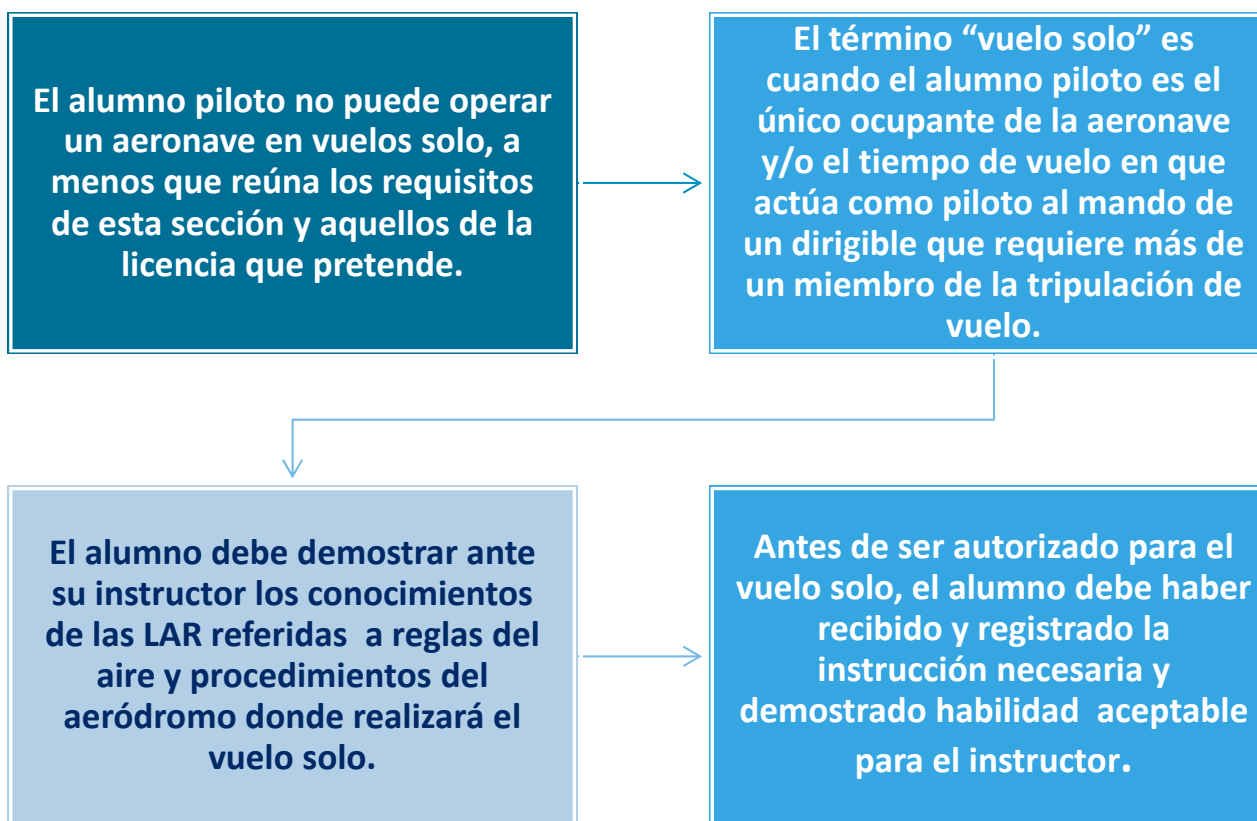 El alumno piloto no puede operar
un aeronave en vuelos solo, a
menos que reúna los requisitos
de esta sección y aquellos de la
licencia que pretende.
El término “vuelo solo” es
cuando el alumno piloto es el
único ocupante de la aeronave
y/o el tiempo de vuelo en que
actúa como piloto al mando de
un dirigible que requiere más de
un miembro de la tripulación de
vuelo.
El alumno debe demostrar ante
su instructor los conocimientos
de las LAR referidas a reglas del
aire y procedimientos del
aeródromo donde realizará el
vuelo solo.
Antes de ser autorizado para el
vuelo solo, el alumno debe haber
recibido y registrado la
instrucción necesaria y
demostrado habilidad aceptable
para el instructor.